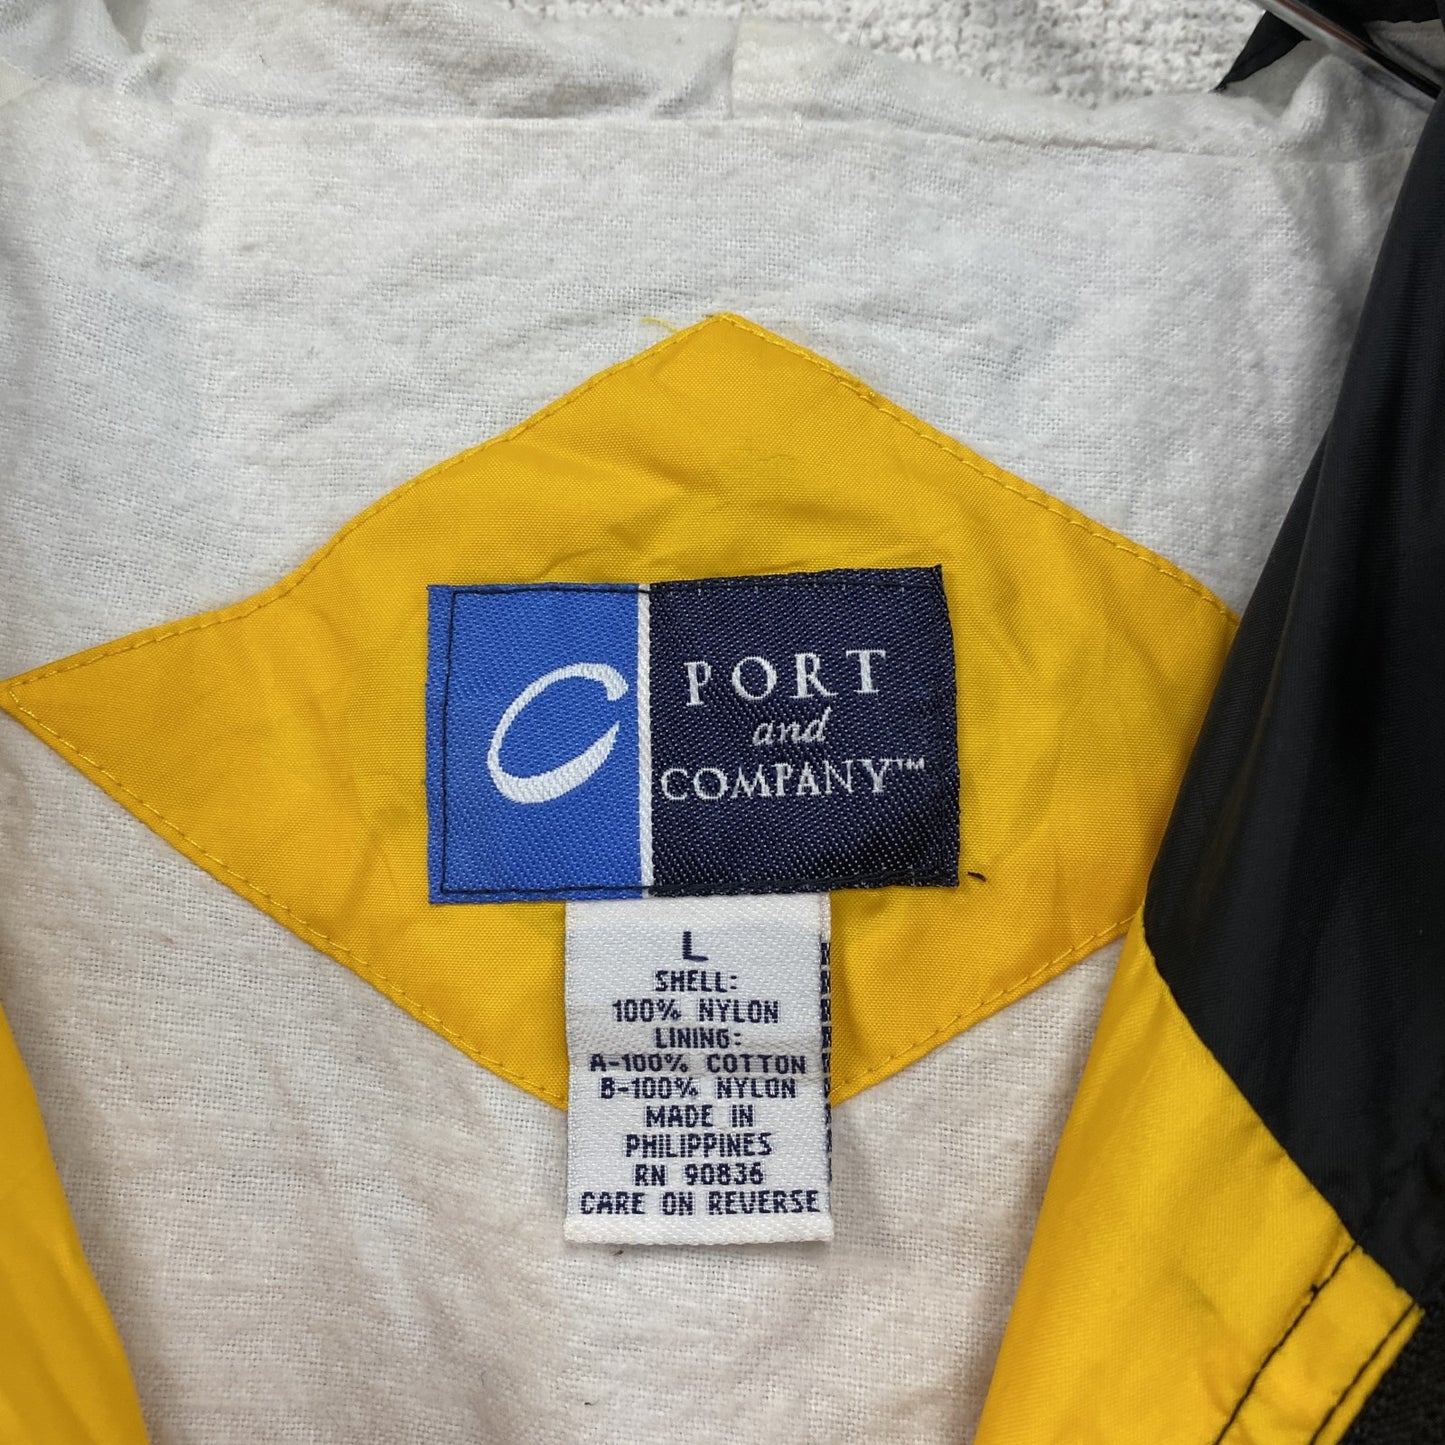 PORT
and
COMPANY™
L
SHELL:
100% NYLON
LINING:
A-100% COTTON
B-100% NYLON
MADE IN
PHILIPPINES
RN 90836
CARE ON REVERSE